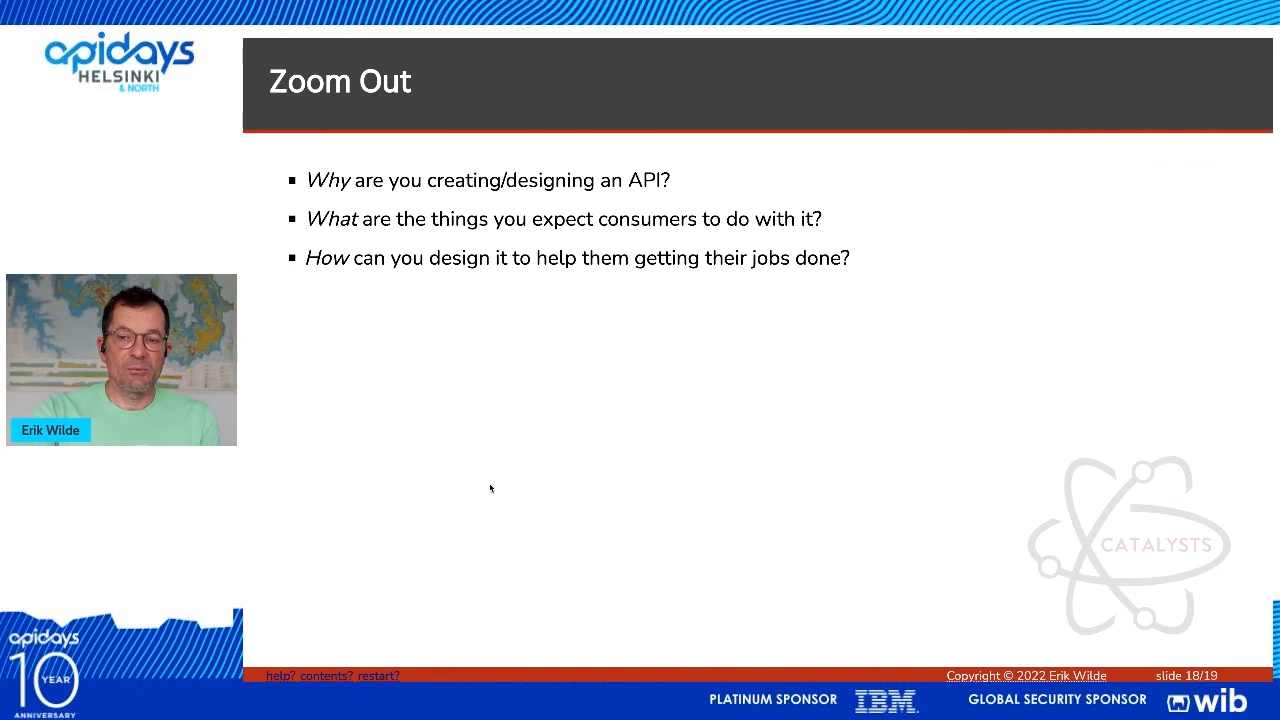 apidays
HELSINKI
& NORTH
Zoom Out
Why are you creating/designing an API?
What are the things you expect consumers to do with it?
How can you design it to help them getting their jobs done?
Erik Wilde
CATALYSTS
apidays
10
YEAR
ANNIVERSARY
help? contents? restart?
Copyright © 2022 Erik Wilde
slide 18/19
PLATINUM SPONSOR
IBM
GLOBAL SECURITY SPONSOR
wib